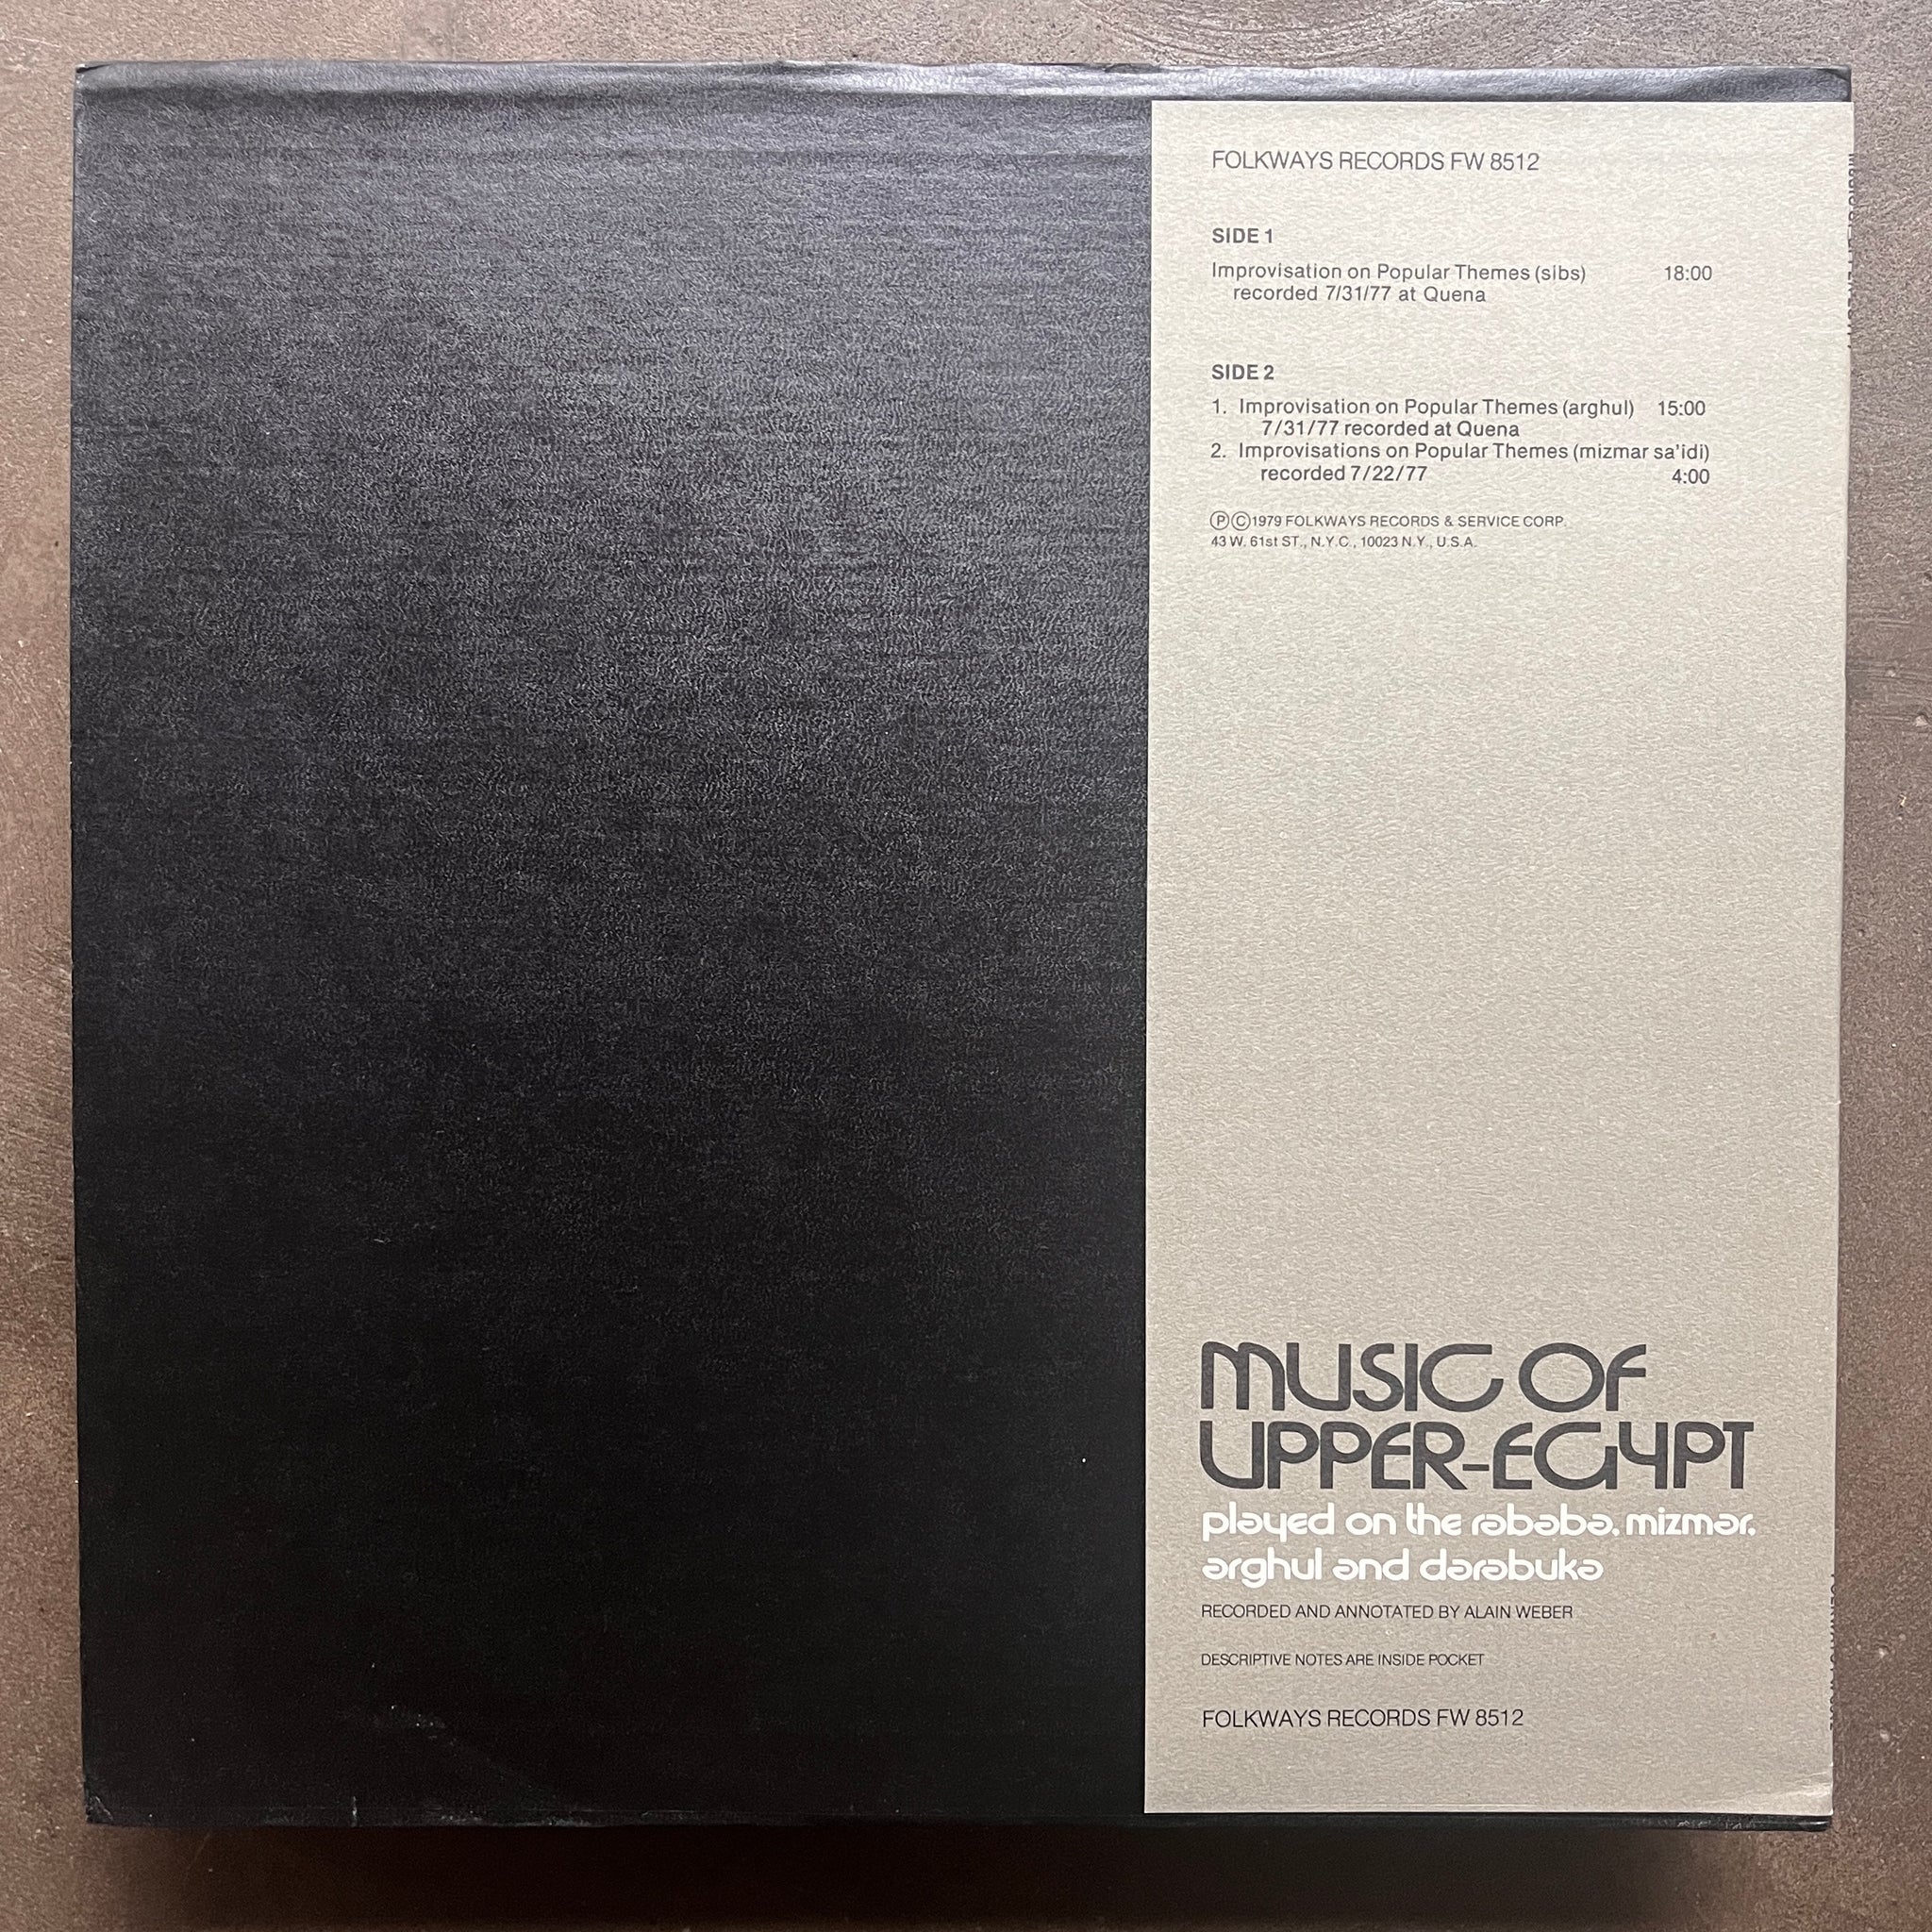 FOLKWAYS RECORDS FW 8512
SIDE 1
Improvisation on Popular Themes (sibs) 18:00
recorded 7/31/77 at Quena
SIDE 2
1. Improvisation on Popular Themes (arghul) 15:00
7/31/77 recorded at Quena
2. Improvisations on Popular Themes (mizmar sa'idi)
recorded 7/22/77 4:00
ⓅⒸ1979 FOLKWAYS RECORDS & SERVICE CORP.
43 W. 61st ST., N.Y.C., 10023 N.Y., U.S.A.
MUSIC OF
UPPER-EGYPT
played on the rababa, mizmar,
arghul and darabuka
RECORDED AND ANNOTATED BY ALAIN WEBER
DESCRIPTIVE NOTES ARE INSIDE POCKET
FOLKWAYS RECORDS FW 8512